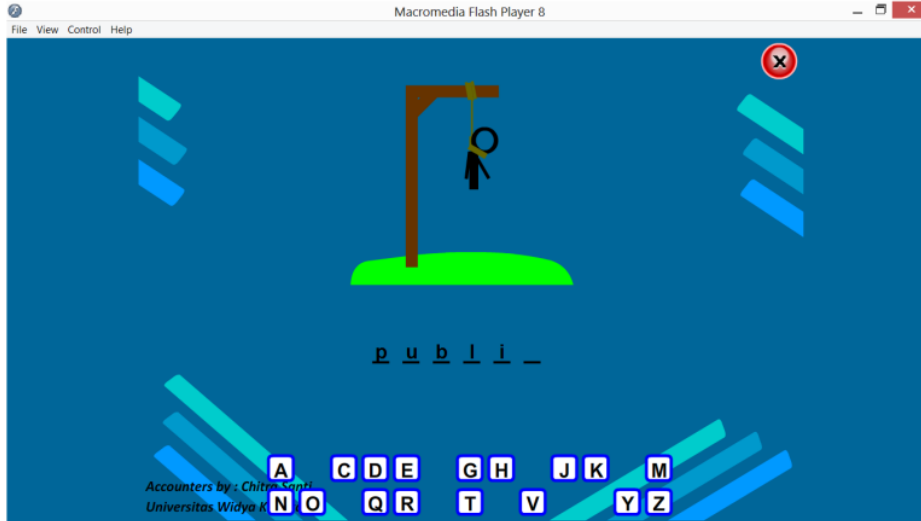 Macromedia Flash Player 8
File View Control Help
X
p u b l i _
A C D E G H J K M
Accounters by : Chitra Santi
N O Q R T V Y Z
Universitas Widya K